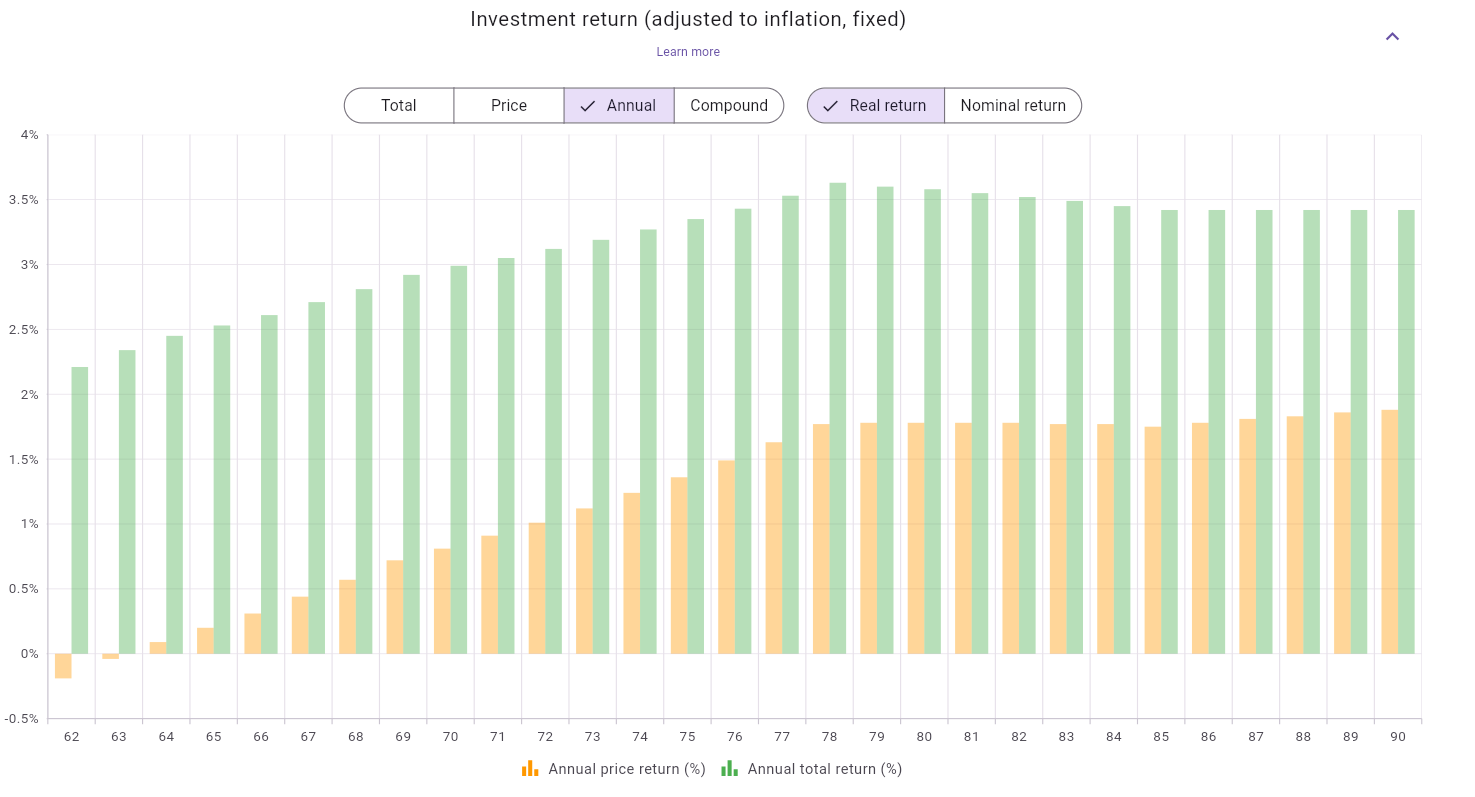 Investment return (adjusted to inflation, fixed)
Learn more
Total Price Annual Compound Real return Nominal return
4%
3.5%
3%
2.5%
2%
1.5%
1%
0.5%
0%
-0.5%
62 63 64 65 66 67 68 69 70 71 72 73 74 75 76 77 78 79 80 81 82 83 84 85 86 87 88 89 90
Annual price return (%) Annual total return (%)